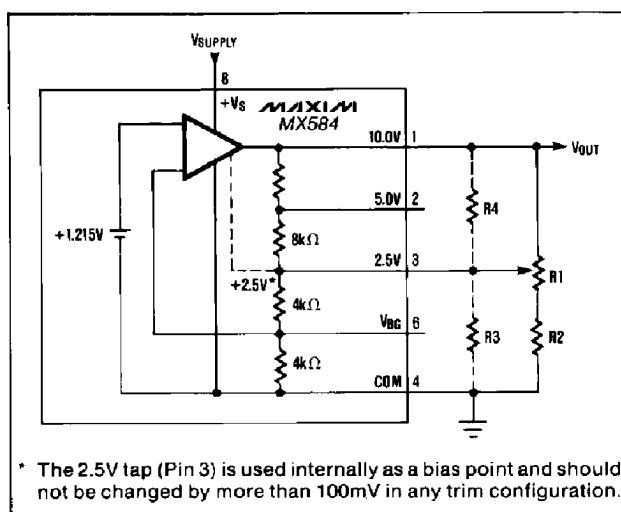 VSUPPLY
8
+VS MAXIM
MX584
10.0V 1
VOUT
5.0V 2
R4
8kΩ
+1.215V
2.5V 3
+2.5V*
R1
4kΩ
VBG 6
R3
R2
4kΩ
COM 4
* The 2.5V tap (Pin 3) is used internally as a bias point and should
not be changed by more than 100mV in any trim configuration.